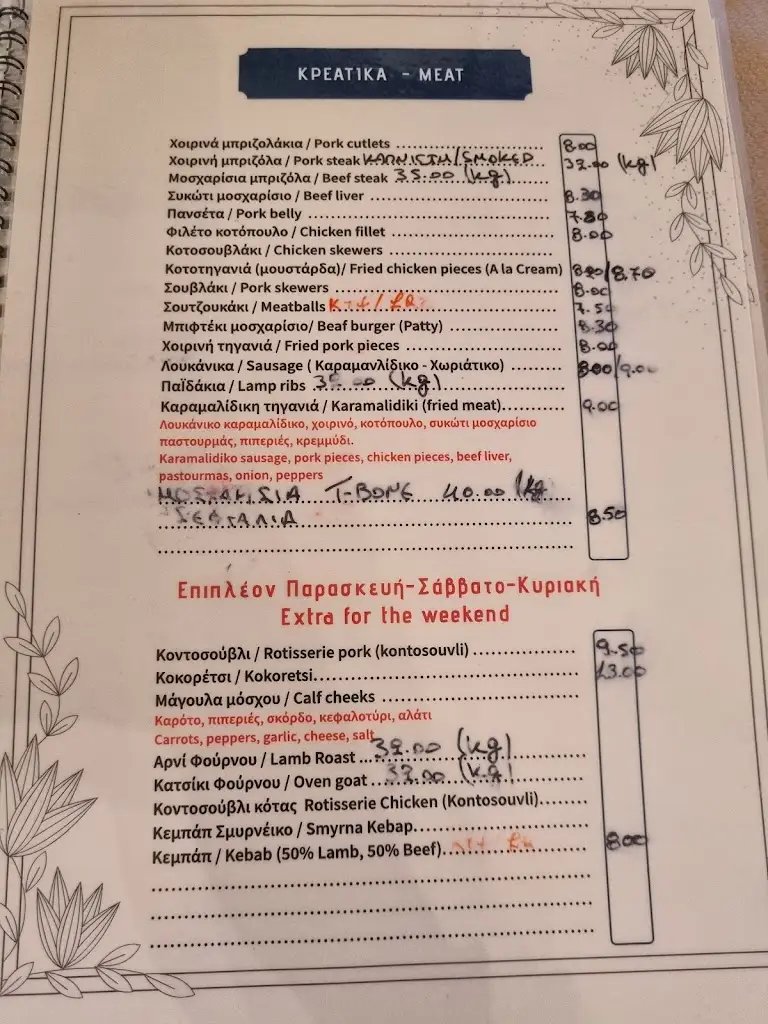 ΚΡΕΑΤΙΚΑ - MEAT
Χοιρινά μπριζολάκια / Pork cutlets ........................ 8.00
Χοιρινή μπριζόλα / Pork steak ΚΑΠΝΙΣΤΗ/SMOKED 32.00 (kg)
Μοσχαρίσια μπριζόλα / Beef steak 35.00 (kg)
Συκώτι μοσχαρίσιο / Beef liver ........................ 8.30
Πανσέτα / Pork belly ........................ 7.80
Φιλέτο κοτόπουλο / Chicken fillet ........................ 8.00
Κοτοσουβλάκι / Chicken skewers ........................
Κοτοτηγανιά (μουστάρδα)/ Fried chicken pieces (A la Cream) /8.70
Σουβλάκι / Pork skewers ........................ 8.00
Σουτζουκάκι / Meatballs ........................ 7.50
Μπιφτέκι μοσχαρίσιο/ Beaf burger (Patty) ........................ 8.30
Χοιρινή τηγανιά / Fried pork pieces ........................ 8.00
Λουκάνικα / Sausage ( Καραμανλίδικο - Χωριάτικο) ......... 8.00/9.00
Παϊδάκια / Lamp ribs (kg)
Καραμαλίδικη τηγανιά / Karamalidiki (fried meat)............ 9.00
Λουκάνικο καραμαλίδικο, χοιρινό, κοτόπουλο, συκώτι μοσχαρίσιο
παστουρμάς, πιπεριές, κρεμμύδι.
Karamalidiko sausage, pork pieces, chicken pieces, beef liver,
pastourmas, onion, peppers
ΜΟΣΧΑΡΙΣΙΑ T-BONE 40.00 /kg
ΣΕΦΤΑΛΙΑ ........................ 8.50
Επιπλέον Παρασκευή-Σάββατο-Κυριακή
Extra for the weekend
Κοντοσούβλι / Rotisserie pork (kontosouvli) .................. 9.50
Κοκορέτσι / Kokoretsi........................ 13.00
Μάγουλα μόσχου / Calf cheeks ........................
Καρότο, πιπεριές, σκόρδο, κεφαλοτύρι, αλάτι
Carrots, peppers, garlic, cheese, salt
Αρνί Φούρνου / Lamb Roast ... 39.00 (kg)
Κατσίκι Φούρνου / Oven goat ... 37.00 (kg)
Κοντοσούβλι κότας Rotisserie Chicken (Kontosouvli).........
Κεμπάπ Σμυρνέικο / Smyrna Kebap........................
Κεμπάπ / Kebab (50% Lamb, 50% Beef)........................ 8.00